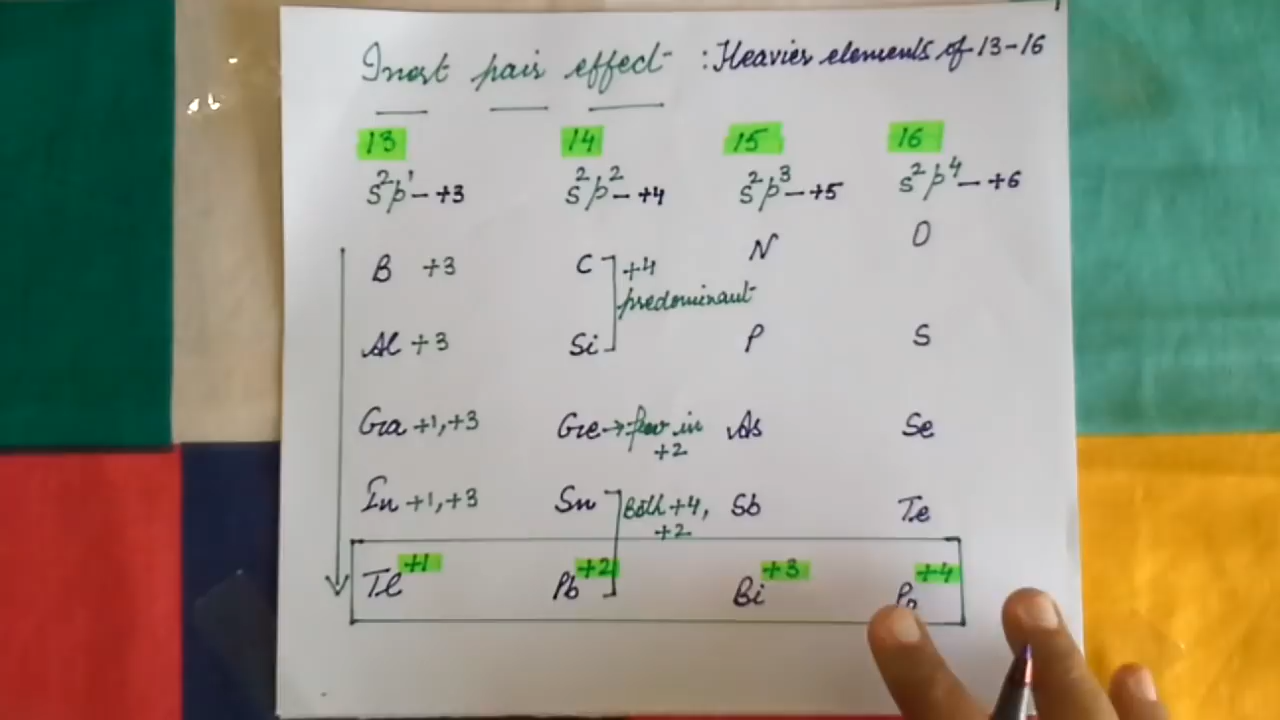 Inert pair effect : Heavier elements of 13-16
13 14 15 16
s²p¹– +3 s²p²– +4 s²p³– +5 s²p⁴– +6
B +3 C +4 N O
predominant
Al +3 Si P S
Ga +1, +3 Ge → few in As Se
+2
In +1, +3 Sn Both +4, Sb Te
+2
Tl +1 Pb +2 Bi +3 Po +4